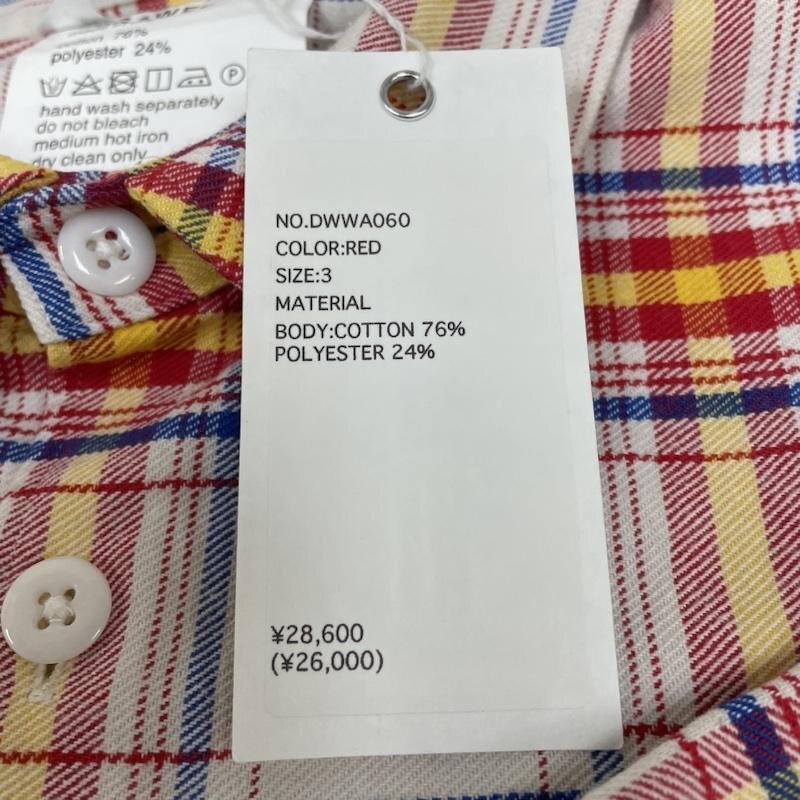 76%
polyester 24%
P
hand wash separately
do not bleach
medium hot iron
dry clean only
NO.DWWA060
COLOR:RED
SIZE:3
MATERIAL
BODY:COTTON 76%
POLYESTER 24%
¥28,600
(¥26,000)